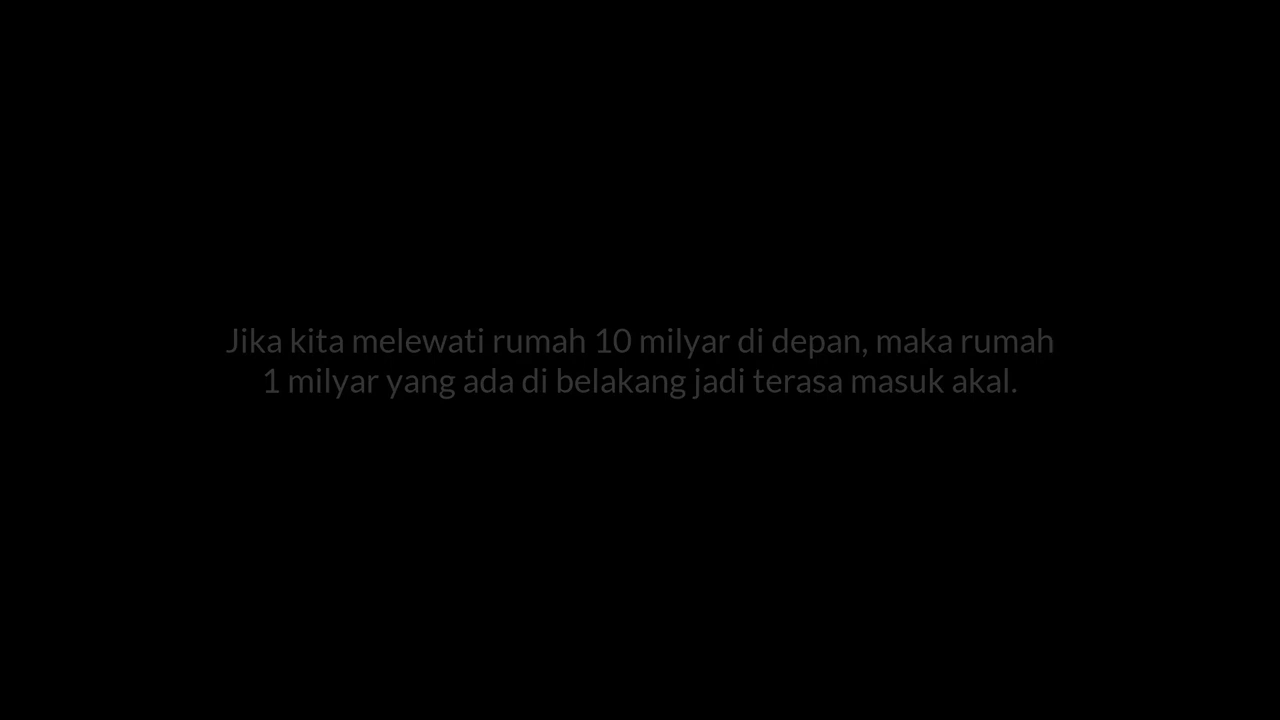 Jika kita melewati rumah 10 milyar di depan, maka rumah
1 milyar yang ada di belakang jadi terasa masuk akal.